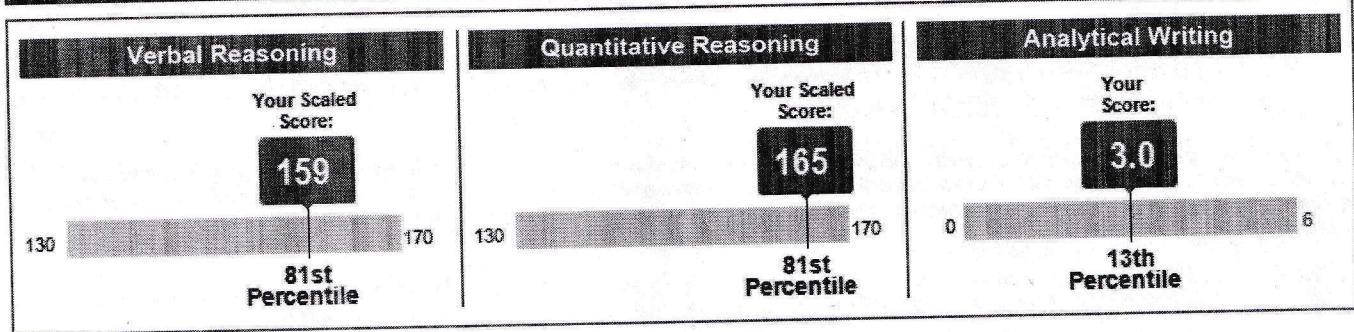 Verbal Reasoning
Your Scaled
Score:
159
130
170
81st
Percentile
Quantitative Reasoning
Your Scaled
Score:
165
130
170
81st
Percentile
Analytical Writing
Your
Score:
3.0
0
6
13th
Percentile